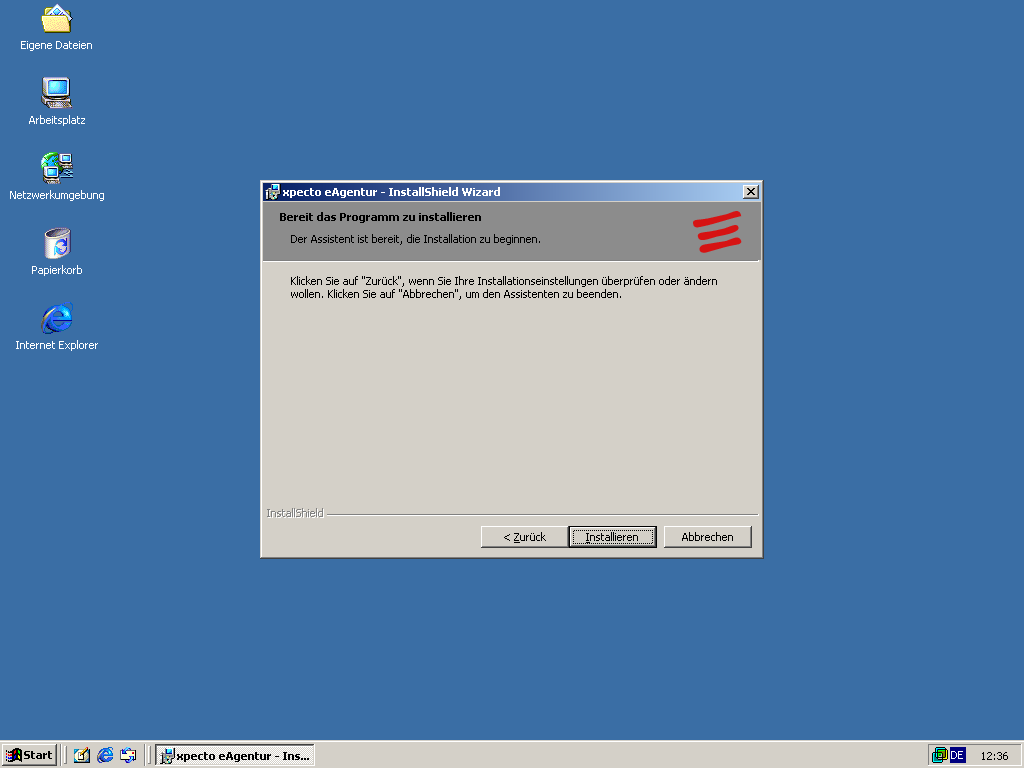 Eigene Dateien
Arbeitsplatz
Netzwerkumgebung
Papierkorb
Internet Explorer
xpecto eAgentur - InstallShield Wizard
Bereit das Programm zu installieren
Der Assistent ist bereit, die Installation zu beginnen.
Klicken Sie auf "Zurück", wenn Sie Ihre Installationseinstellungen überprüfen oder ändern
wollen. Klicken Sie auf "Abbrechen", um den Assistenten zu beenden.
InstallShield
< Zurück
Installieren
Abbrechen
Start
xpecto eAgentur - Ins...
DE
12:36